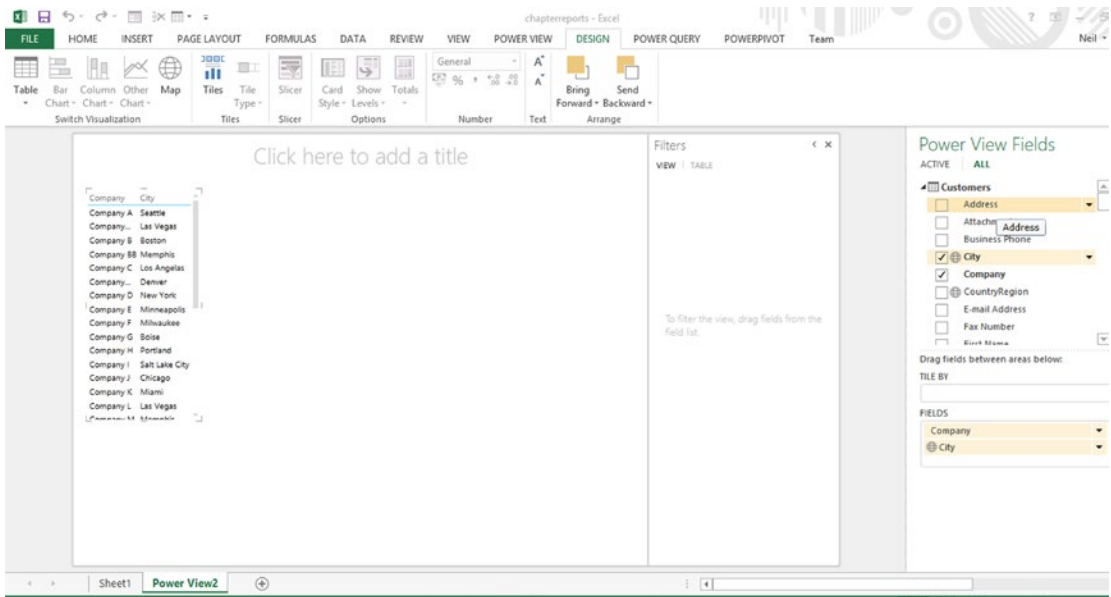 chapterreports - Excel
FILE HOME INSERT PAGE LAYOUT FORMULAS DATA REVIEW VIEW POWER VIEW DESIGN POWER QUERY POWERPIVOT Team Neil
General
Table Bar Chart Column Chart Other Chart Map Tiles Tile Type Slicer Card Style Show Levels Totals % Bring Forward Send Backward
Switch Visualization Tiles Slicer Options Number Text Arrange
Click here to add a title
Company City
Company A Seattle
Company... Las Vegas
Company B Boston
Company BB Memphis
Company C Los Angelas
Company... Denver
Company D New York
Company E Minneapolis
Company F Milwaukee
Company G Boise
Company H Portland
Company I Salt Lake City
Company J Chicago
Company K Miami
Company L Las Vegas
Company M Memphis
Filters
VIEW TABLE
To filter the view, drag fields from the
field list.
Power View Fields
ACTIVE ALL
Customers
Address
Address
Business Phone
City
Company
CountryRegion
E-mail Address
Fax Number
First Name
Drag fields between areas below:
TILE BY
FIELDS
Company
City
Sheet1 Power View2